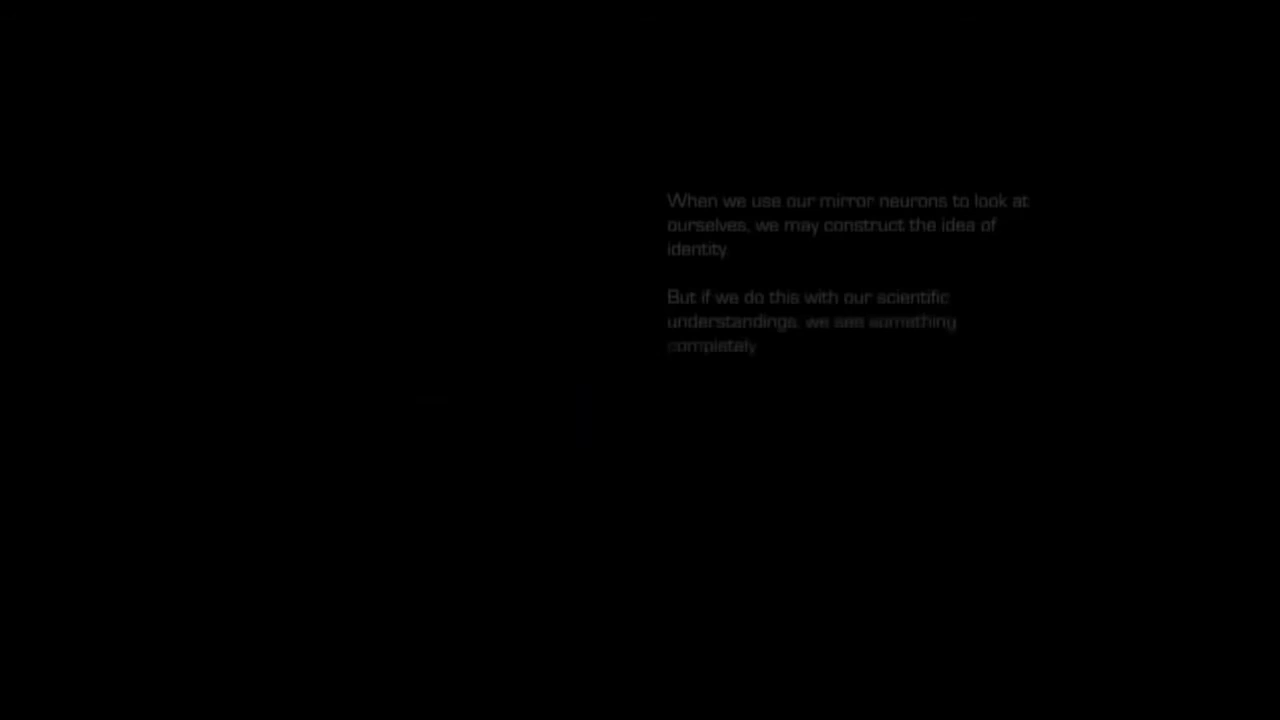 When we use our mirror neurons to look at
ourselves, we may construct the idea of
identity.
But if we do this with our scientific
understandings, we see something
completely